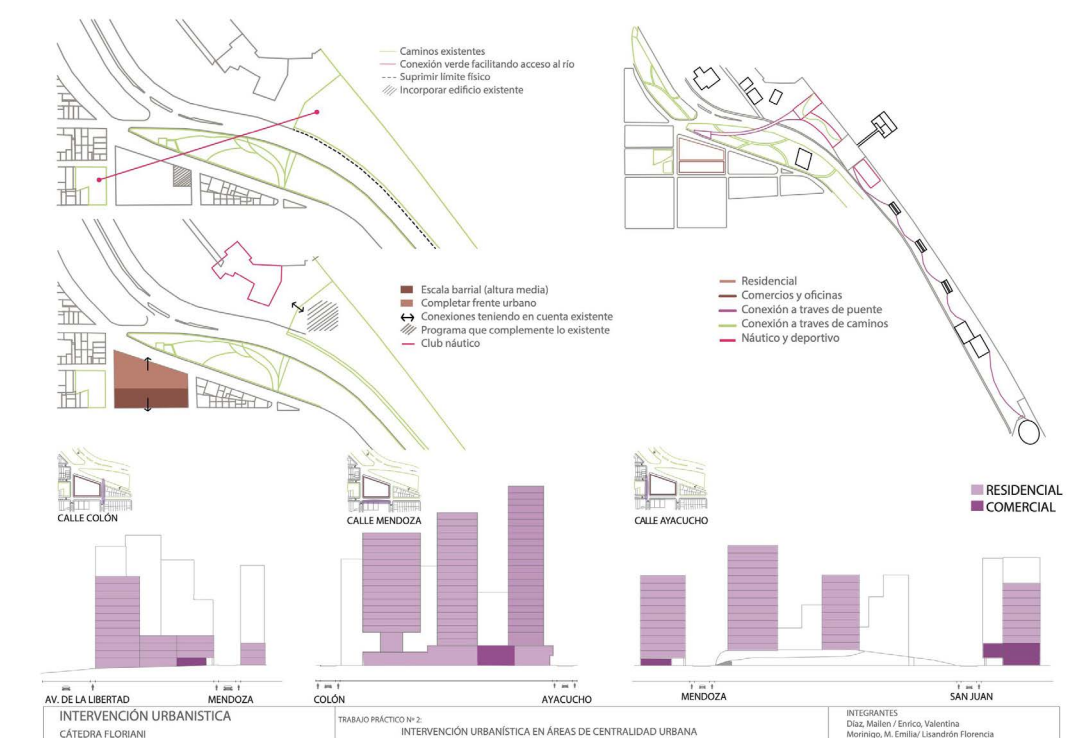 Caminos existentes
Conexión verde facilitando acceso al río
Suprimir límite físico
Incorporar edificio existente
Escala barrial (altura media)
Completar frente urbano
Conexiones teniendo en cuenta existente
Programa que complemente lo existente
Club náutico
Residencial
Comercios y oficinas
Conexión a traves de puente
Conexión a traves de caminos
Náutico y deportivo
CALLE COLÓN
CALLE MENDOZA
CALLE AYACUCHO
RESIDENCIAL
COMERCIAL
AV. DE LA LIBERTAD
MENDOZA
COLÓN
AYACUCHO
MENDOZA
SAN JUAN
INTERVENCIÓN URBANISTICA
CÁTEDRA FLORIANI
TRABAJO PRÁCTICO Nº 2:
INTERVENCIÓN URBANÍSTICA EN ÁREAS DE CENTRALIDAD URBANA
INTEGRANTES
Díaz, Mailen / Enrico, Valentina
Morinigo, M. Emilia/ Lisandrón Florencia